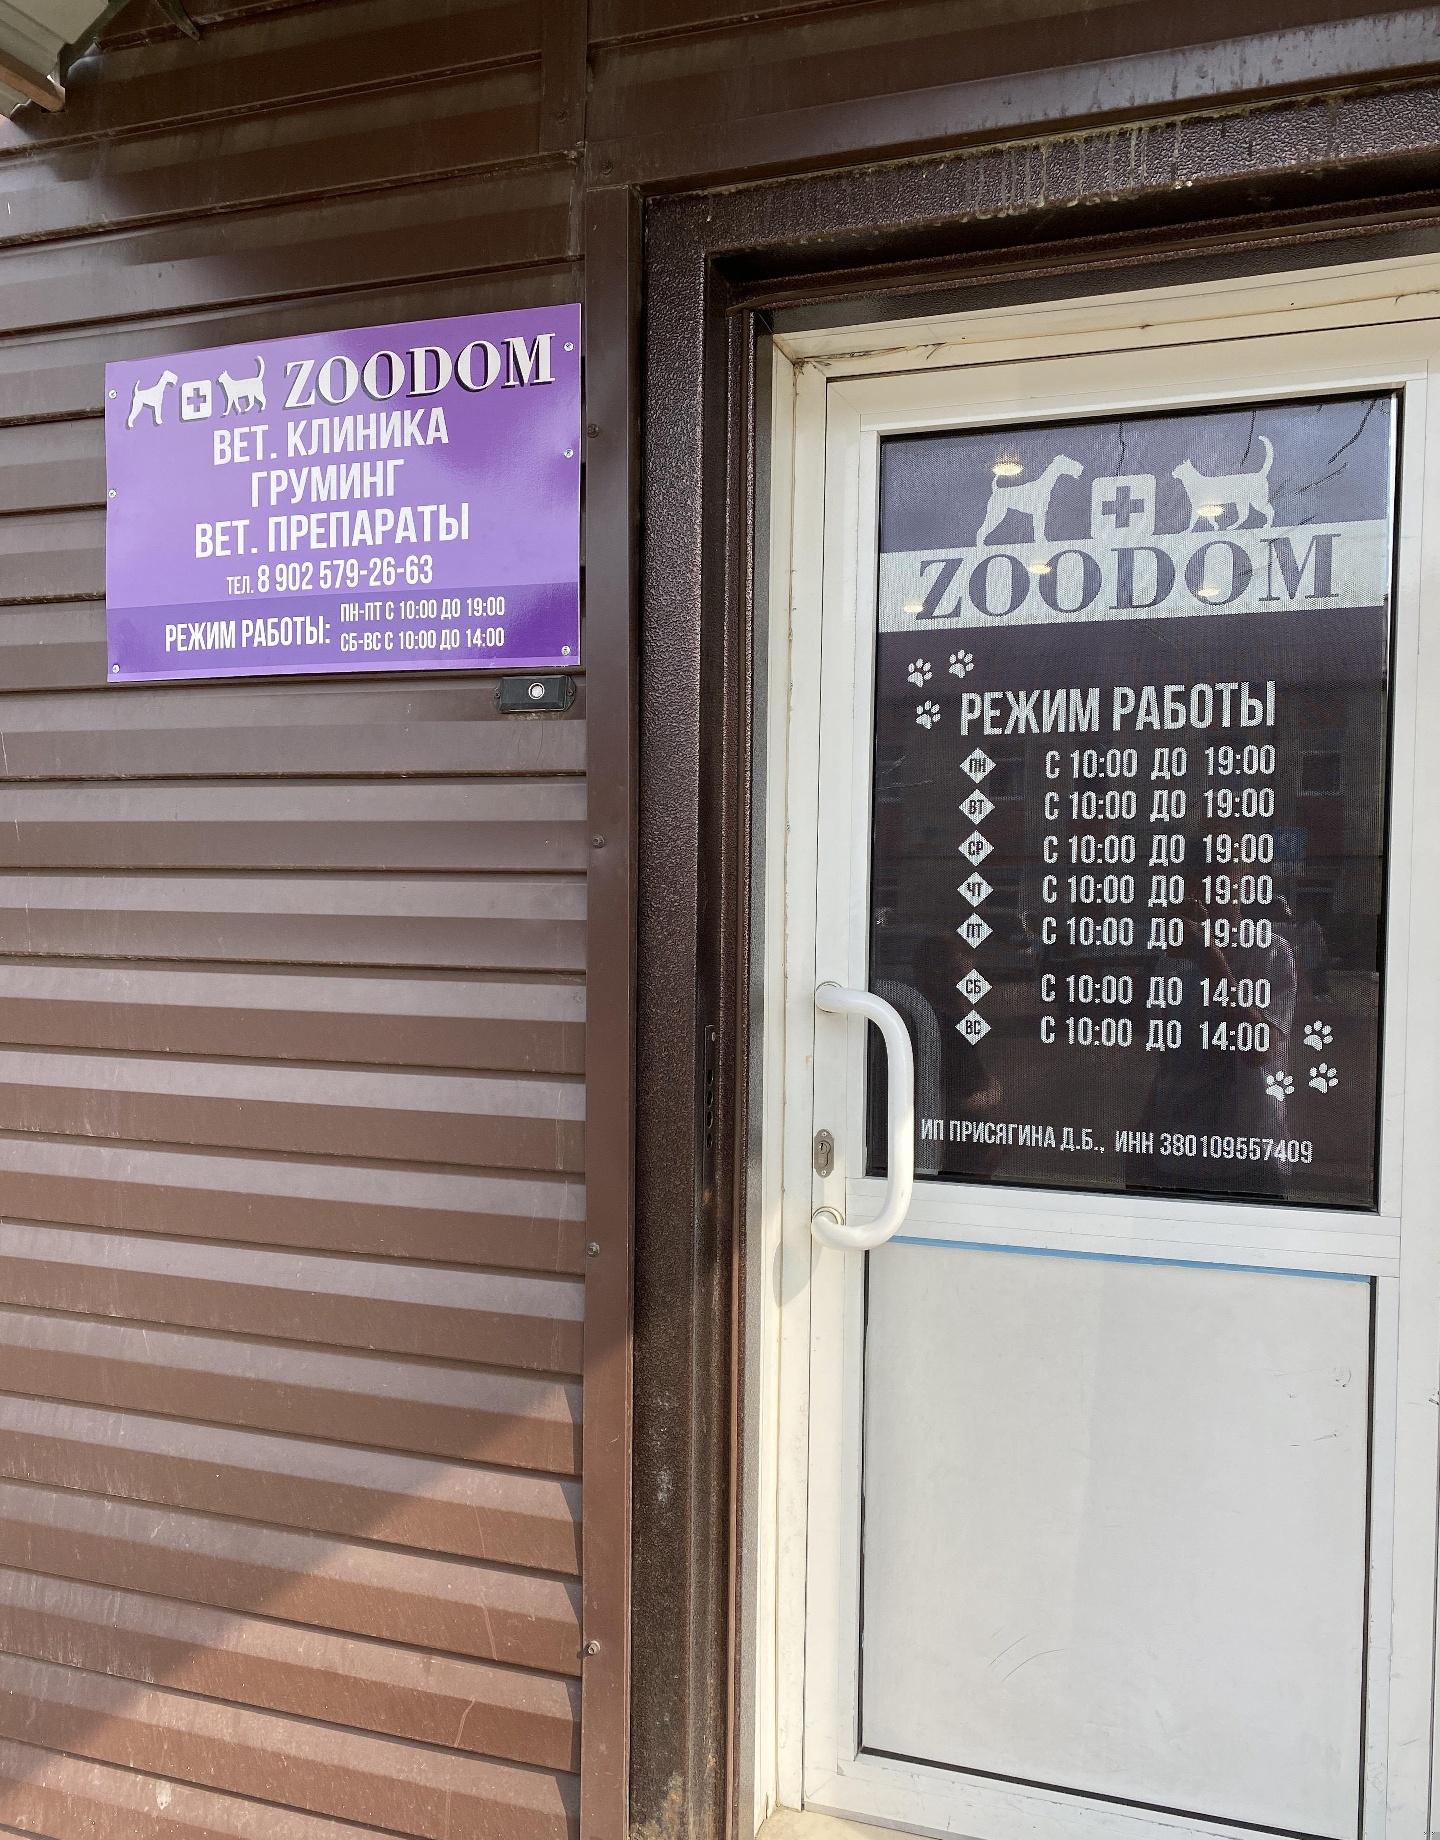 ZOODOM
ВЕТ. КЛИНИКА
ГРУМИНГ
ВЕТ. ПРЕПАРАТЫ
ТЕЛ. 8 902 579-26-63
РЕЖИМ РАБОТЫ:
ПН-ПТ С 10:00 ДО 19:00
СБ-ВС С 10:00 ДО 14:00
ZOODOM
РЕЖИМ РАБОТЫ
ПН С 10:00 ДО 19:00
ВТ С 10:00 ДО 19:00
СР С 10:00 ДО 19:00
ЧТ С 10:00 ДО 19:00
ПТ С 10:00 ДО 19:00
СБ С 10:00 ДО 14:00
ВС С 10:00 ДО 14:00
ИП ПРИСЯГИНА Д.Б., ИНН 380109557409